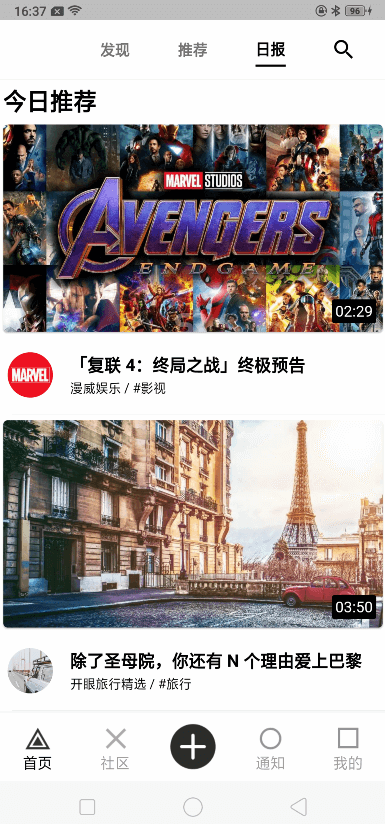 16:37
96
发现
推荐
日报
今日推荐
MARVEL STUDIOS
AVENGERS
ENDGAME
02:29
MARVEL
「复联 4：终局之战」终极预告
漫威娱乐 / #影视
03:50
除了圣母院，你还有 N 个理由爱上巴黎
开眼旅行精选 / #旅行
首页
社区
通知
我的